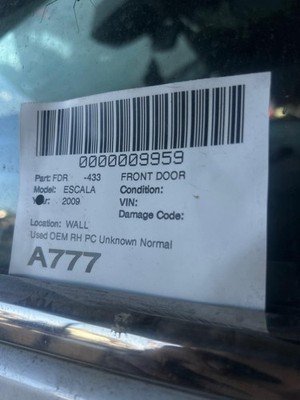 0000009959
Part: FDR -433 FRONT DOOR
Model: ESCALA Condition:
Year: 2009 VIN:
Damage Code:
Location: WALL
Used OEM RH PC Unknown Normal
A777